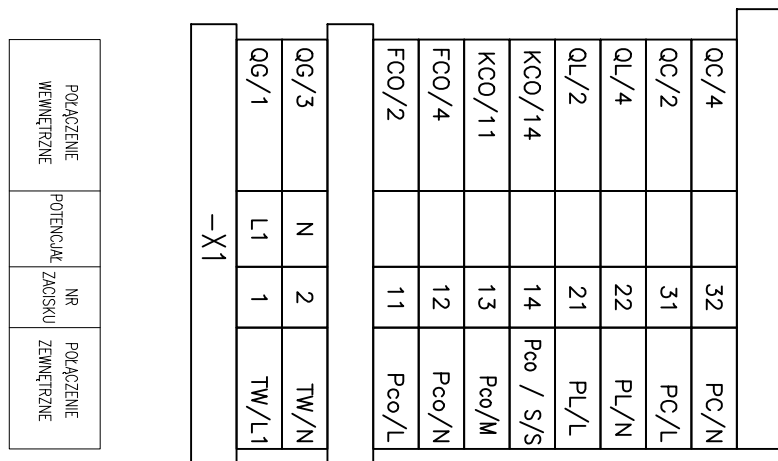 POŁĄCZENIE
WEWNĘTRZNE
POTENCJAŁ
NR
ZACISKU
POŁĄCZENIE
ZEWNĘTRZNE
-X1
QG/1 L1 1 TW/L1
QG/3 N 2 TW/N
FCO/2 11 Pco/L
FCO/4 12 Pco/N
KCO/11 13 Pco/M
KCO/14 14 Pco / S/S
QL/2 21 PL/L
QL/4 22 PL/N
QC/2 31 PC/L
QC/4 32 PC/N